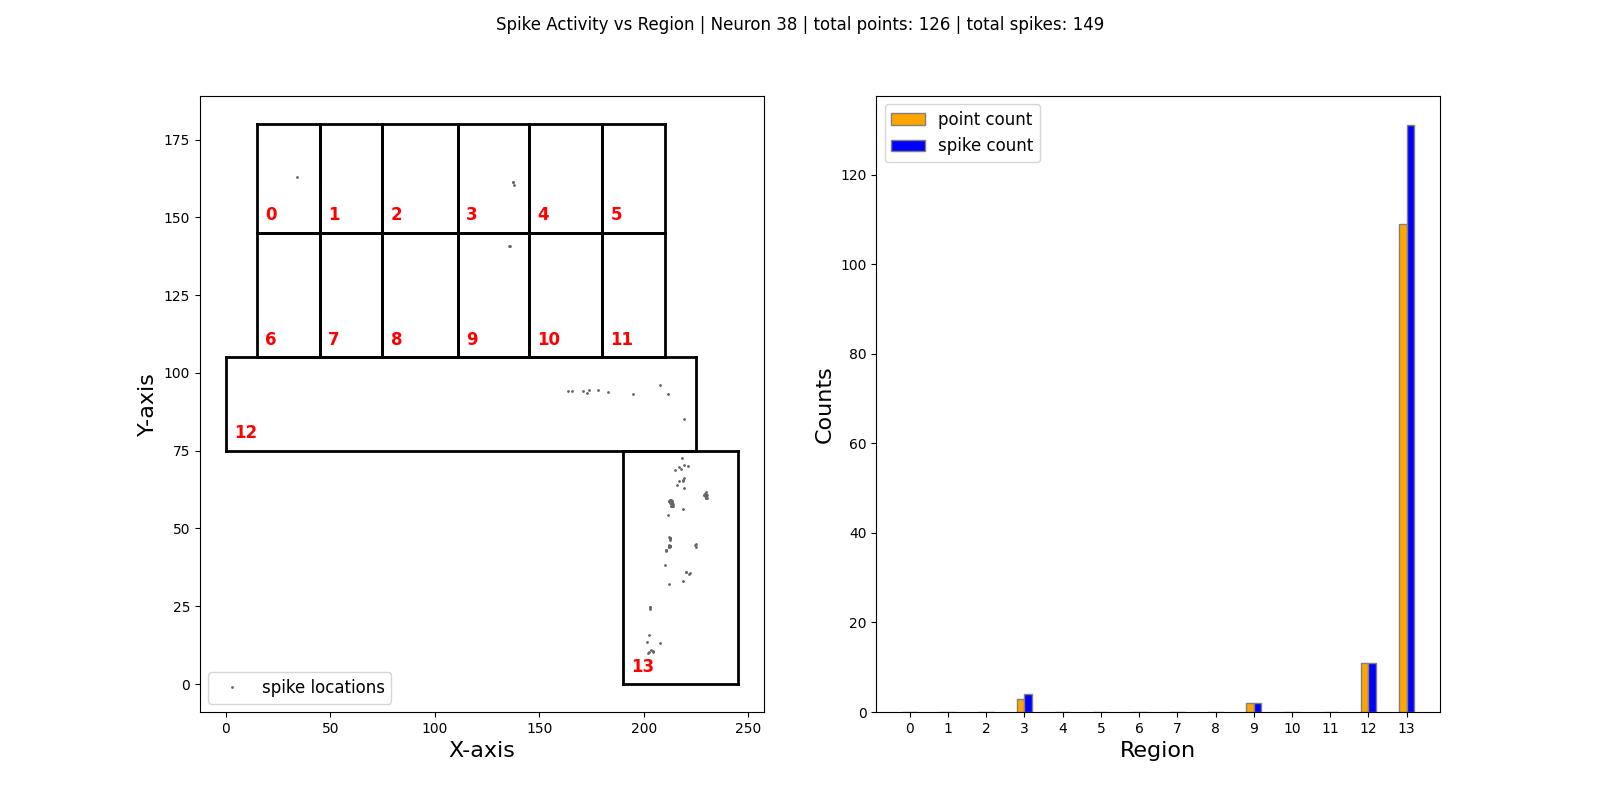 Spike Activity vs Region | Neuron 38 | total points: 126 | total spikes: 149
175
150
125
100
75
50
25
0
Y-axis
0 1 2 3 4 5
6 7 8 9 10 11
12
13
spike locations
0 50 100 150 200 250
X-axis
point count
spike count
120
100
80
60
40
20
0
Counts
0 1 2 3 4 5 6 7 8 9 10 11 12 13
Region